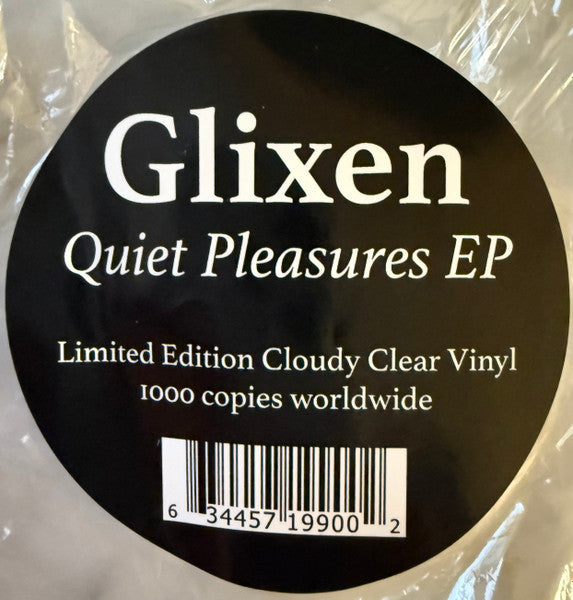 Glixen
Quiet Pleasures EP
Limited Edition Cloudy Clear Vinyl
1000 copies worldwide
6 34457 19900 2